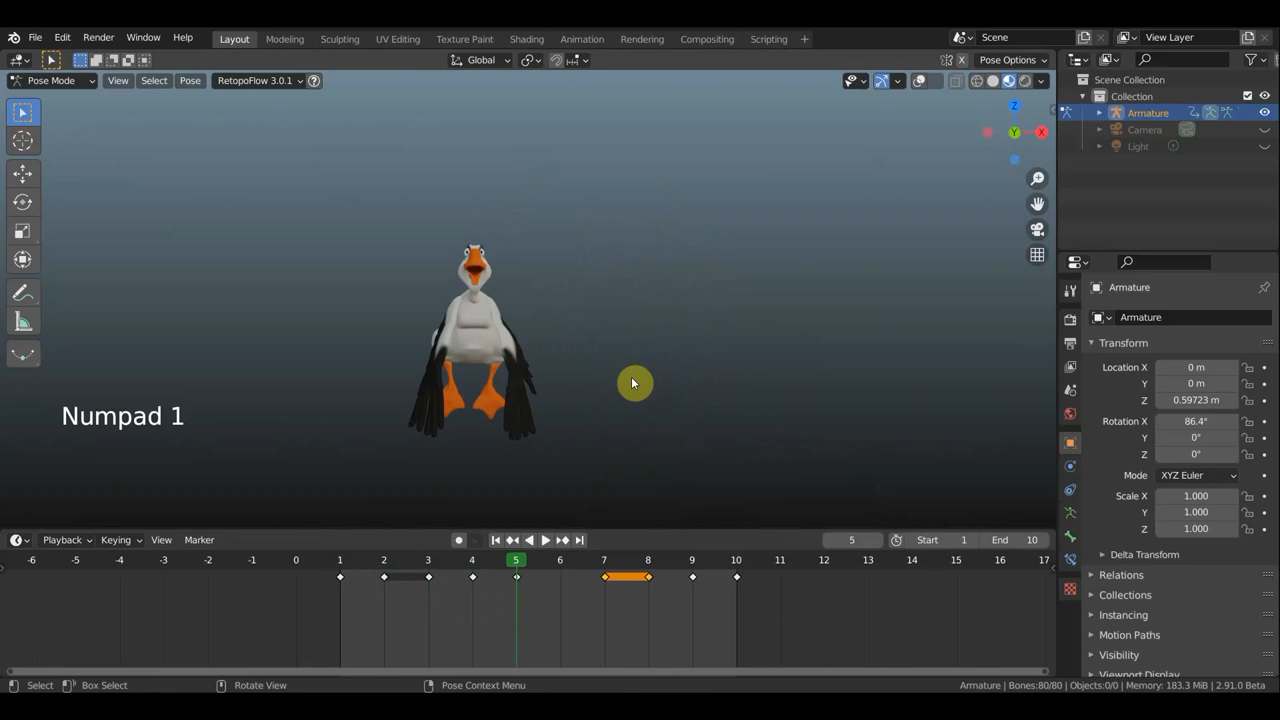 File Edit Render Window Help Layout Modeling Sculpting UV Editing Texture Paint Shading Animation Rendering Compositing Scripting + Scene View Layer
Global Pose Options
Pose Mode View Select Pose RetopoFlow 3.0.1
Scene Collection
Collection
Armature
Camera
Light
Z
Y
X
Armature
Armature
Transform
Location X 0 m
Y 0 m
Z 0.59723 m
Rotation X 86.4°
Y 0°
Z 0°
Mode XYZ Euler
Scale X 1.000
Y 1.000
Z 1.000
Delta Transform
Relations
Collections
Instancing
Motion Paths
Visibility
Viewport Display
Numpad 1
Playback Keying View Marker 5 Start 1 End 10
-6 -5 -4 -3 -2 -1 0 1 2 3 4 5 6 7 8 9 10 11 12 13 14 15 16 17
Select Box Select Rotate View Pose Context Menu Armature | Bones:80/80 | Objects:0/0 | Memory: 183.3 MiB | 2.91.0 Beta